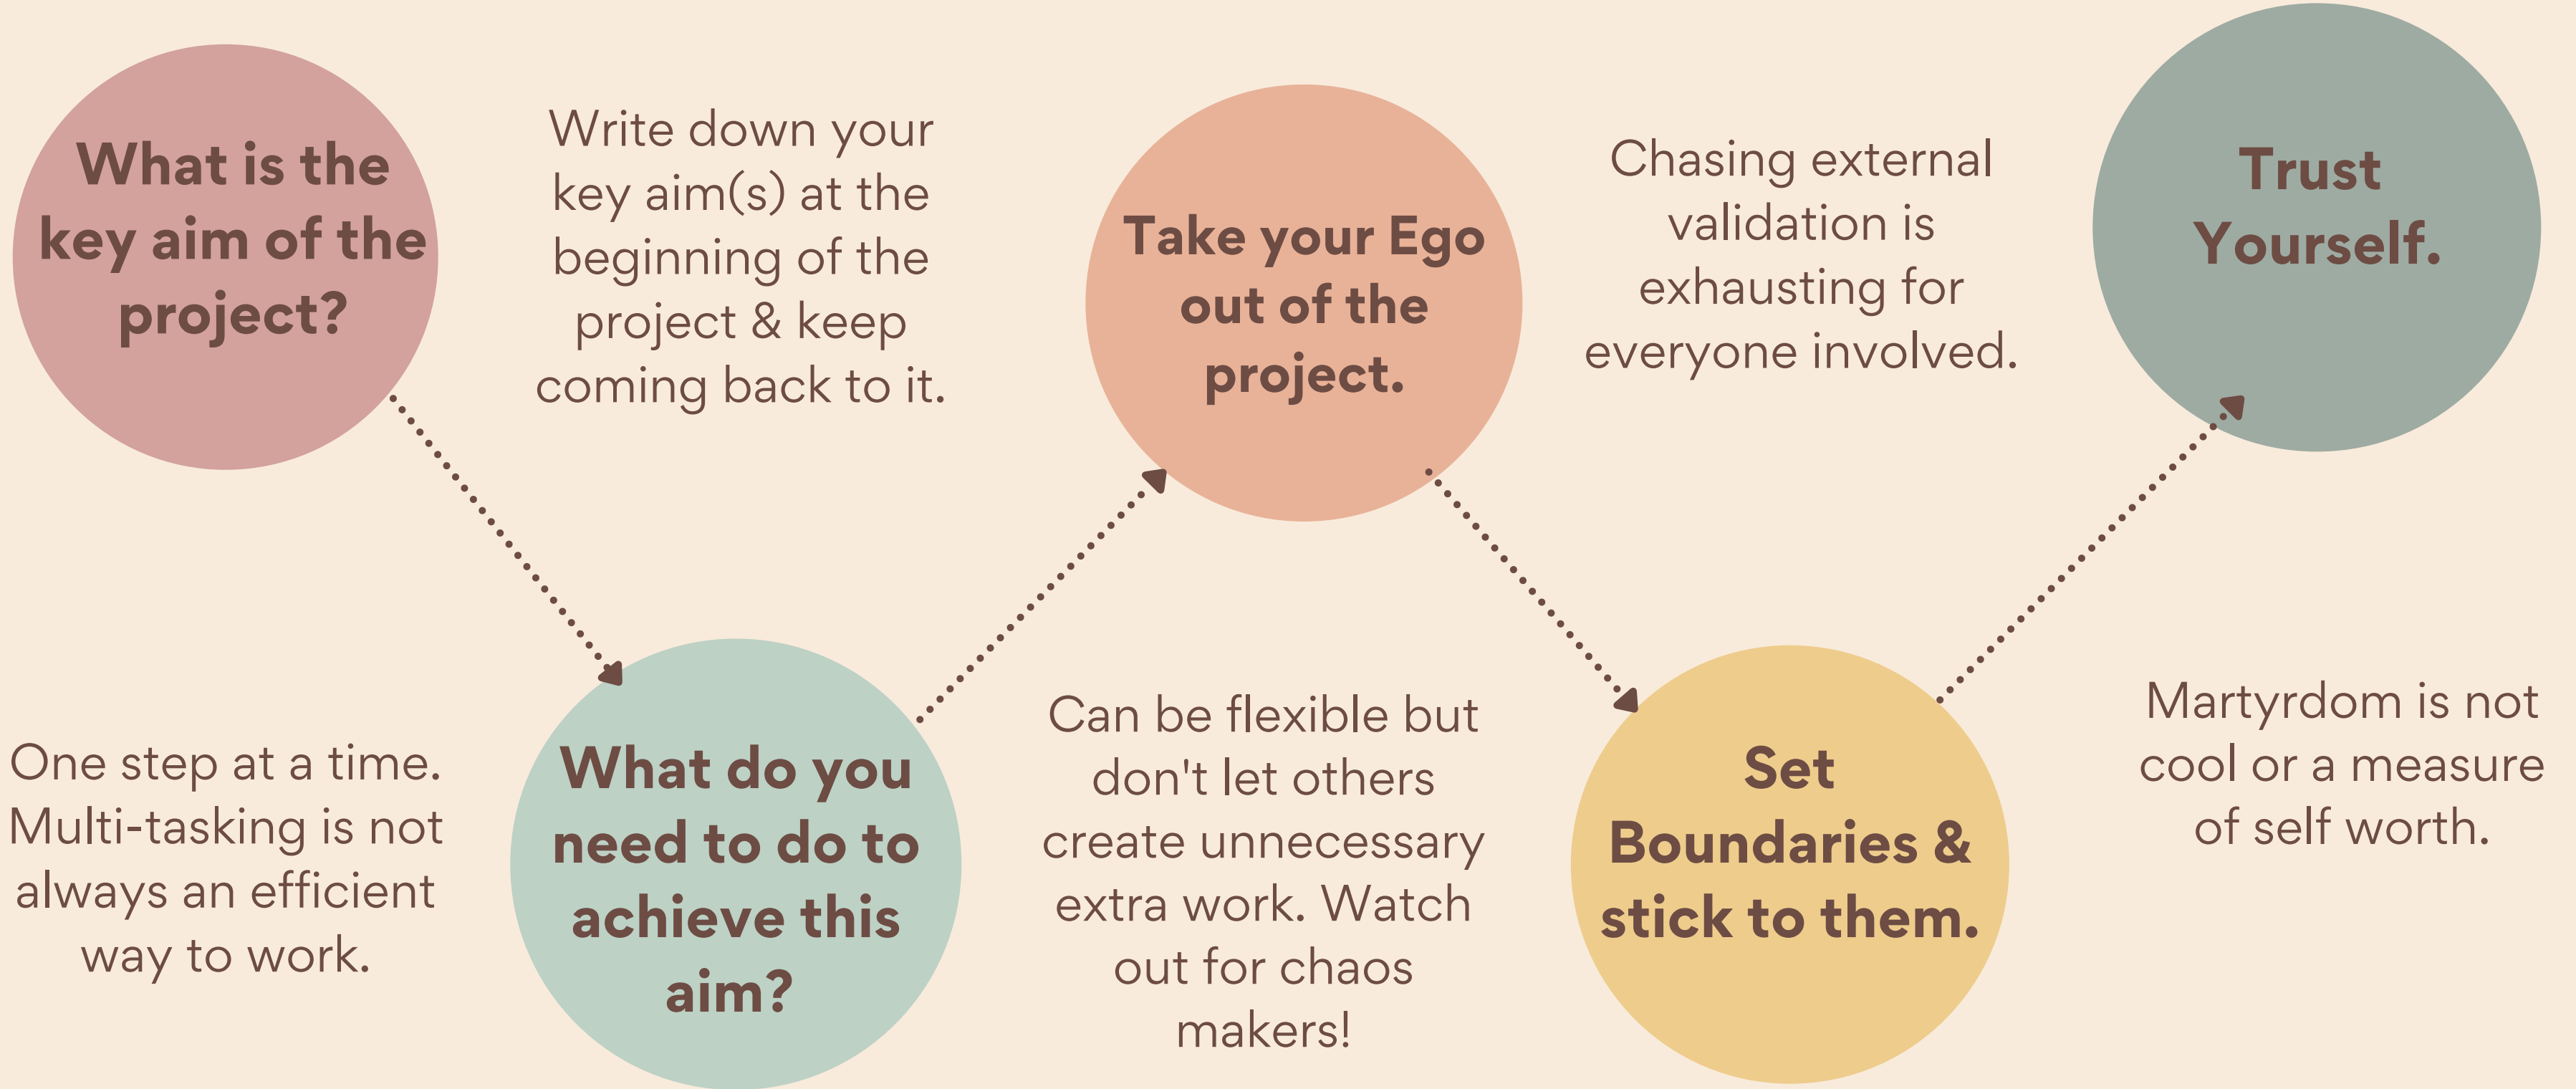 What is the
key aim of the
project?
Write down your
key aim(s) at the
beginning of the
project & keep
coming back to it.
Take your Ego
out of the
project.
Chasing external
validation is
exhausting for
everyone involved.
Trust
Yourself.
One step at a time.
Multi-tasking is not
always an efficient
way to work.
What do you
need to do to
achieve this
aim?
Can be flexible but
don't let others
create unnecessary
extra work. Watch
out for chaos
makers!
Set
Boundaries &
stick to them.
Martyrdom is not
cool or a measure
of self worth.